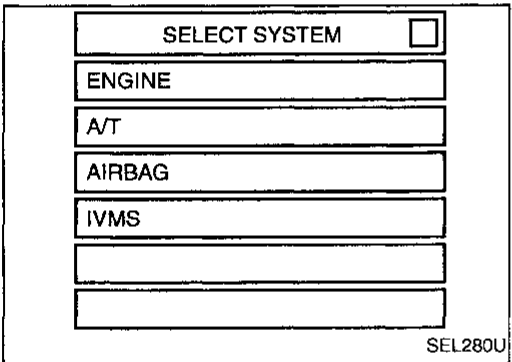 SELECT SYSTEM
ENGINE
A/T
AIRBAG
IVMS
SEL280U